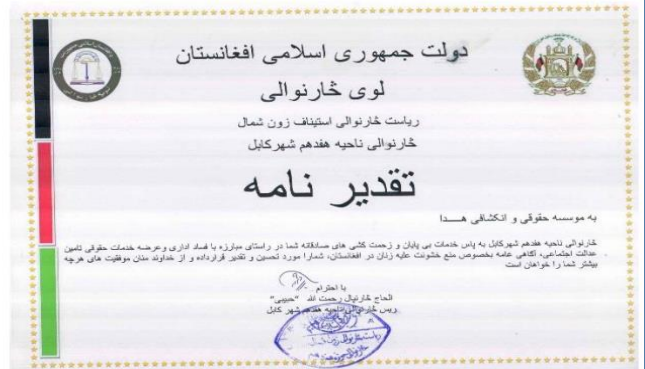 دولت جمهوری اسلامی افغانستان
لوی څارنوالی
ریاست څارنوالی استیناف زون شمال
څارنوالی ناحیه هفدهم شهرکابل
تقدیر نامه
به موسسه حقوقی و انکشافی هـــدا
څارنوالی ناحیه هفدهم شهرکابل به پاس خدمات بی پایان و زحمت کشی های صادقانه شما در راستای مبارزه با فساد اداری وعرضه خدمات حقوقی تامین
عدالت اجتماعی، آگاهی عامه بخصوص منع خشونت علیه زنان در افغانستان، شمارا مورد تحسین و تقدیر قرارداده و از خداوند منان موفقیت های هرچه
بیشتر شما را خواهان است
با احترام
الحاج څارنپال رحمت الله "حبیبی"
ریس څارنوالی ناحیه هفدهم شهر کابل